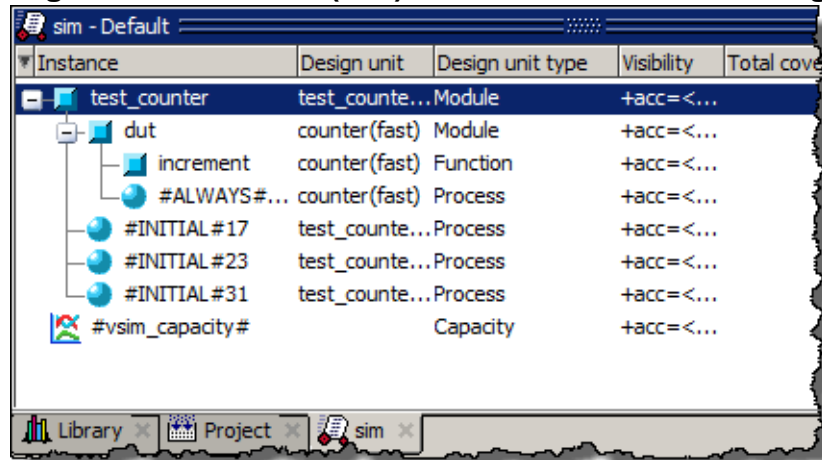 sim - Default
Instance Design unit Design unit type Visibility Total cove
test_counter test_counte... Module +acc=<...
dut counter(fast) Module +acc=<...
increment counter(fast) Function +acc=<...
#ALWAYS#... counter(fast) Process +acc=<...
#INITIAL#17 test_counte... Process +acc=<...
#INITIAL#23 test_counte... Process +acc=<...
#INITIAL#31 test_counte... Process +acc=<...
#vsim_capacity# Capacity +acc=<...
Library Project sim